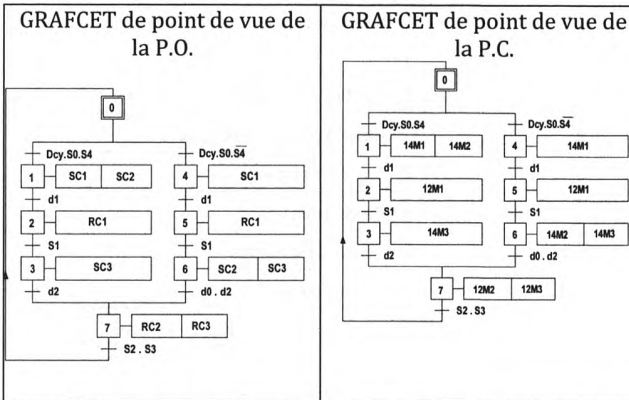 GRAFCET de point de vue de
la P.O.
0
Dcy.S0.S4
Dcy.S0.S̅4̅
1
SC1
SC2
4
SC1
d1
d1
2
RC1
5
RC1
S1
S1
3
SC3
6
SC2
SC3
d2
d0 . d2
7
RC2
RC3
S2 . S3
GRAFCET de point de vue de
la P.C.
0
Dcy.S0.S4
Dcy.S0.S̅4̅
1
14M1
14M2
4
14M1
d1
d1
2
12M1
5
12M1
S1
S1
3
14M3
6
14M2
14M3
d2
d0. d2
7
12M2
12M3
S2 . S3